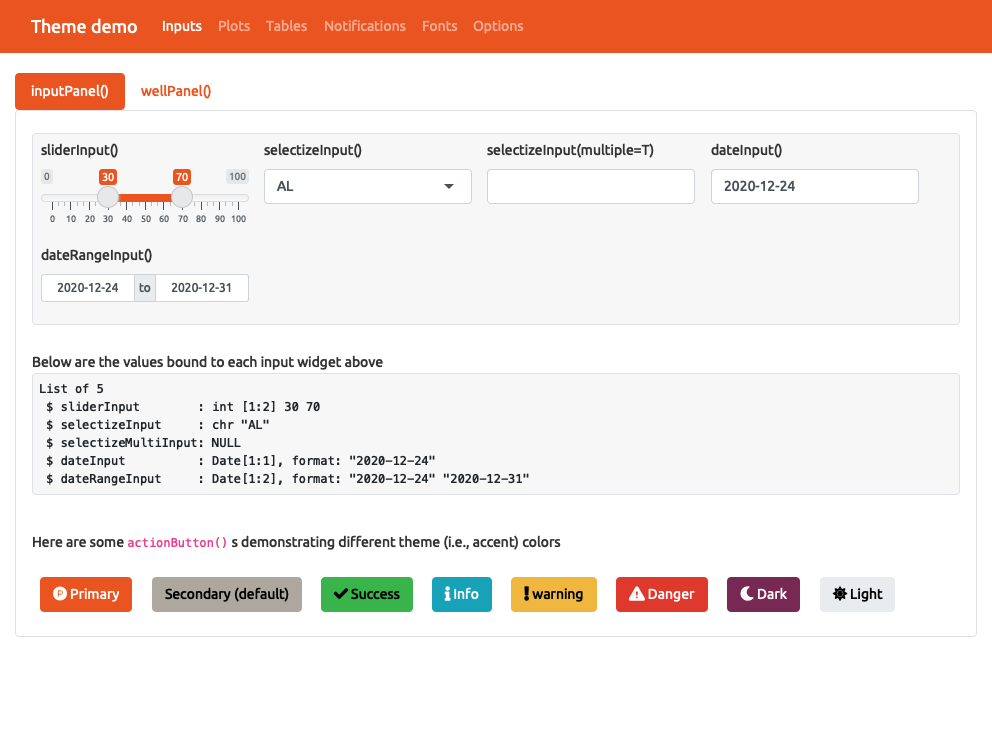 Theme demo Inputs Plots Tables Notifications Fonts Options
inputPanel() wellPanel()
sliderInput() selectizeInput() selectizeInput(multiple=T) dateInput()
0 30 70 100
AL 2020-12-24
0 10 20 30 40 50 60 70 80 90 100
dateRangeInput()
2020-12-24 to 2020-12-31
Below are the values bound to each input widget above
List of 5
 $ sliderInput        : int [1:2] 30 70
 $ selectizeInput     : chr "AL"
 $ selectizeMultiInput: NULL
 $ dateInput          : Date[1:1], format: "2020-12-24"
 $ dateRangeInput     : Date[1:2], format: "2020-12-24" "2020-12-31"
Here are some actionButton() s demonstrating different theme (i.e., accent) colors
P Primary Secondary (default) Success Info warning Danger Dark Light